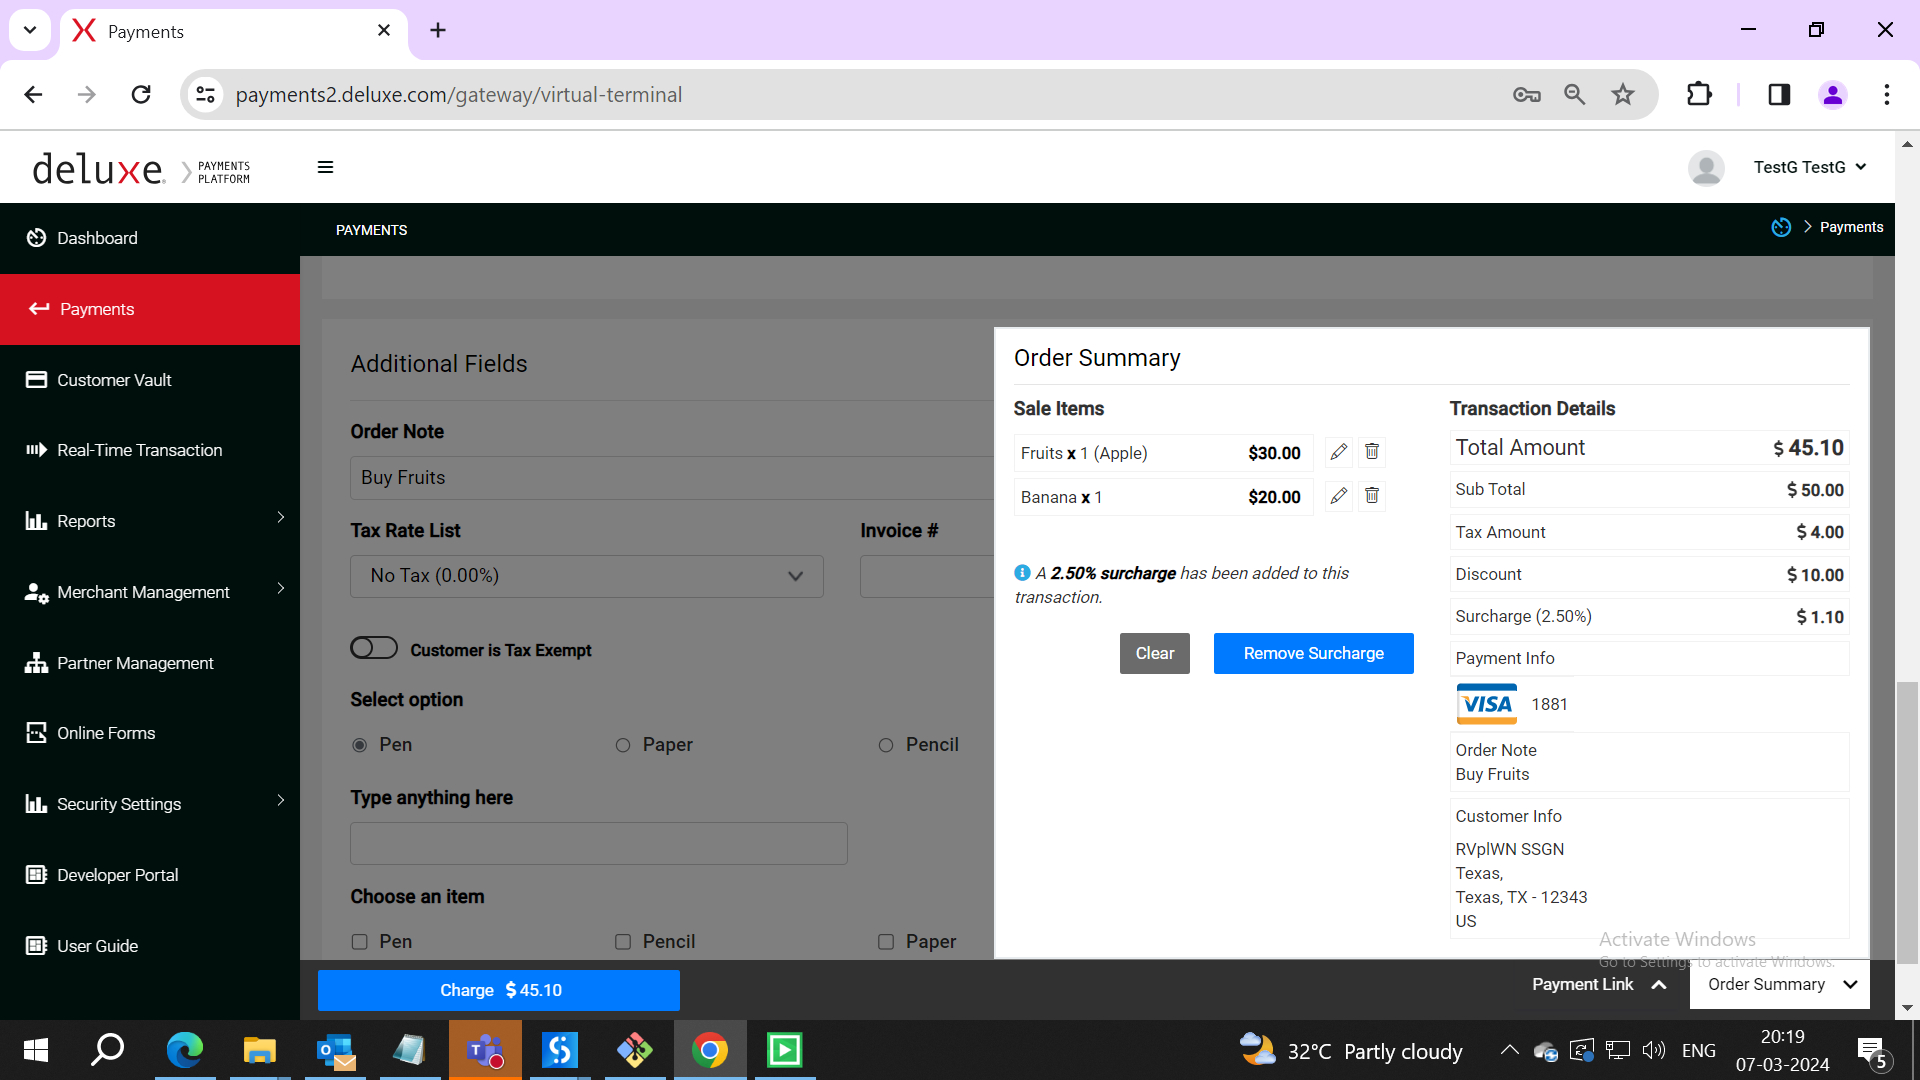 Payments
payments2.deluxe.com/gateway/virtual-terminal
deluxe. PAYMENTS PLATFORM
TestG TestG
Dashboard
Payments
Customer Vault
Real-Time Transaction
Reports
Merchant Management
Partner Management
Online Forms
Security Settings
Developer Portal
User Guide
PAYMENTS
Payments
Additional Fields
Order Note
Buy Fruits
Tax Rate List
Invoice #
No Tax (0.00%)
Customer is Tax Exempt
Select option
Pen
Paper
Pencil
Type anything here
Choose an item
Pen
Pencil
Paper
Order Summary
Sale Items
Fruits x 1 (Apple) $30.00
Banana x 1 $20.00
A 2.50% surcharge has been added to this
transaction.
Clear
Remove Surcharge
Transaction Details
Total Amount $ 45.10
Sub Total $ 50.00
Tax Amount $ 4.00
Discount $ 10.00
Surcharge (2.50%) $ 1.10
Payment Info
VISA 1881
Order Note
Buy Fruits
Customer Info
RVplWN SSGN
Texas,
Texas, TX - 12343
US
Activate Windows
Go to Settings to activate Windows.
Charge $ 45.10
Payment Link
Order Summary
32°C Partly cloudy
ENG
20:19
07-03-2024
5